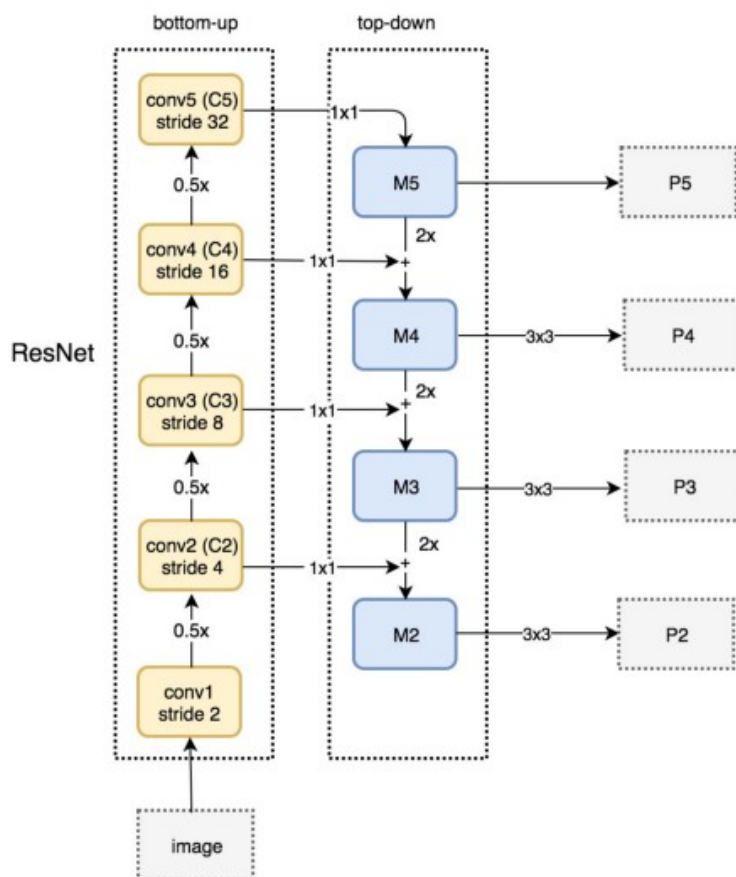 bottom-up
top-down
conv5 (C5)
stride 32
1x1
M5
P5
0.5x
2x
conv4 (C4)
stride 16
1x1
+
M4
3x3
P4
ResNet
0.5x
2x
conv3 (C3)
stride 8
1x1
+
M3
3x3
P3
0.5x
2x
conv2 (C2)
stride 4
1x1
+
M2
3x3
P2
0.5x
conv1
stride 2
image